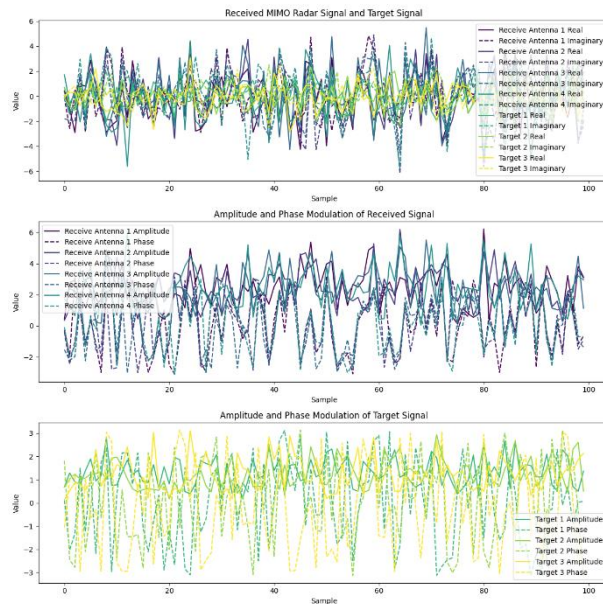 Received MIMO Radar Signal and Target Signal
6
4
2
0
−2
−4
−6
Value
0
20
40
60
80
100
Sample
Receive Antenna 1 Real
Receive Antenna 1 Imaginary
Receive Antenna 2 Real
Receive Antenna 2 Imaginary
Receive Antenna 3 Real
Receive Antenna 3 Imaginary
Receive Antenna 4 Real
Receive Antenna 4 Imaginary
Target 1 Real
Target 1 Imaginary
Target 2 Real
Target 2 Imaginary
Target 3 Real
Target 3 Imaginary
Amplitude and Phase Modulation of Received Signal
6
4
2
0
−2
Value
0
20
40
60
80
100
Sample
Receive Antenna 1 Amplitude
Receive Antenna 1 Phase
Receive Antenna 2 Amplitude
Receive Antenna 2 Phase
Receive Antenna 3 Amplitude
Receive Antenna 3 Phase
Receive Antenna 4 Amplitude
Receive Antenna 4 Phase
Amplitude and Phase Modulation of Target Signal
3
2
1
0
−1
−2
−3
Value
0
20
40
60
80
100
Sample
Target 1 Amplitude
Target 1 Phase
Target 2 Amplitude
Target 2 Phase
Target 3 Amplitude
Target 3 Phase